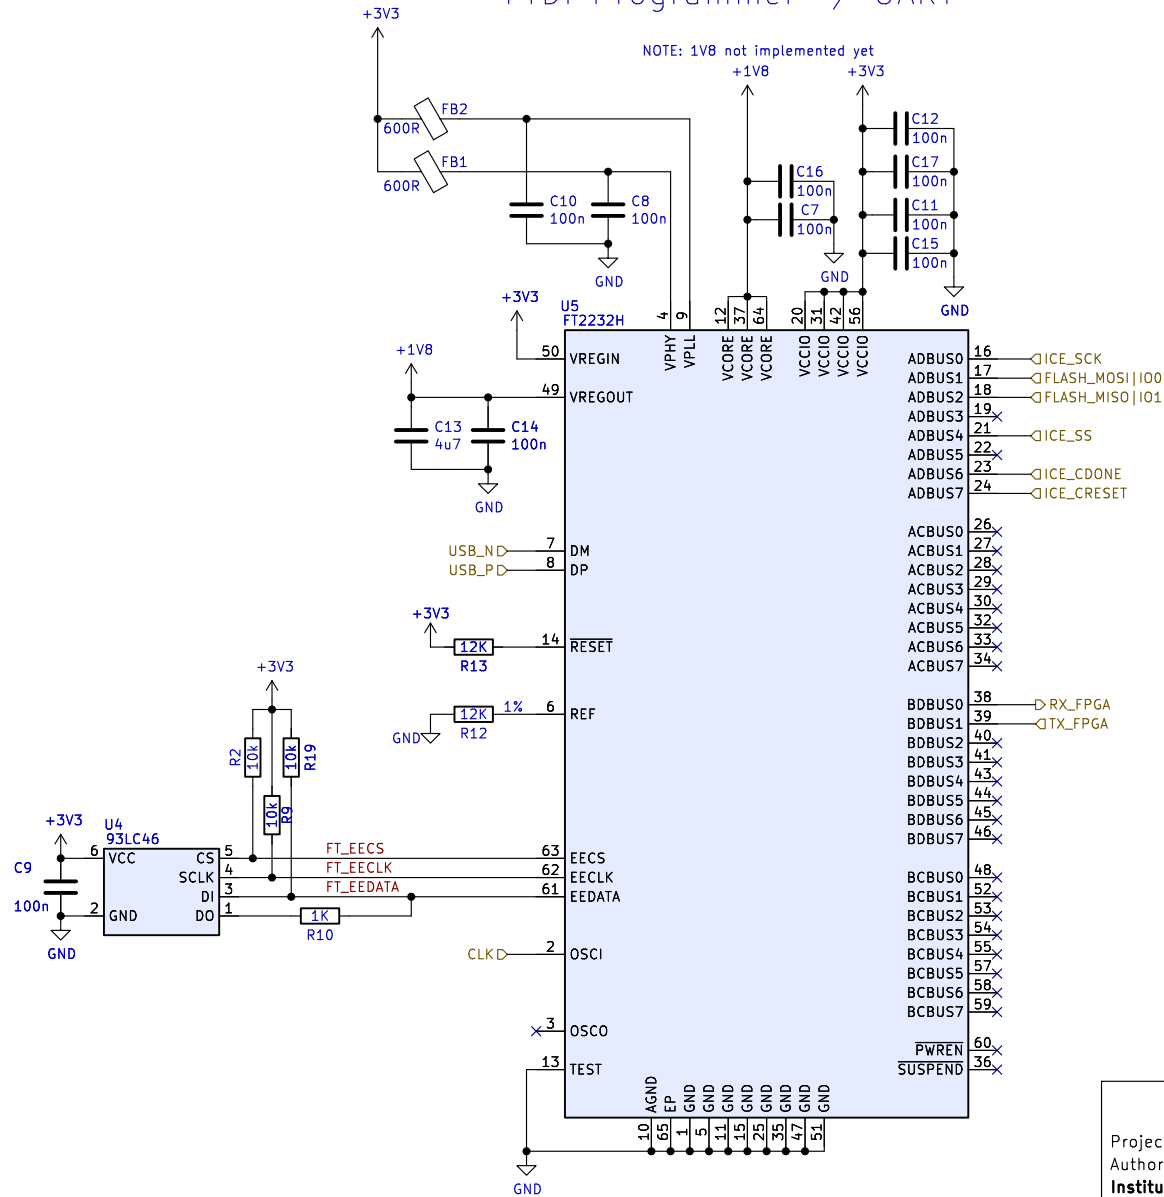 FTDI Programmer / UART
+3V3
NOTE: 1V8 not implemented yet
+1V8
+3V3
FB2
600R
FB1
600R
C10
100n
C8
100n
GND
C16
100n
C7
100n
GND
C12
100n
C17
100n
C11
100n
C15
100n
GND
+3V3
U5
FT2232H
4 9 12 37 64 20 31 42 56
VPHY VPLL VCORE VCORE VCORE VCCIO VCCIO VCCIO VCCIO
50 VREGIN
+1V8
49 VREGOUT
C13
4u7
C14
100n
GND
USB_N 7 DM
USB_P 8 DP
+3V3
12K
R13
14 RESET
GND
12K
1%
R12
6 REF
+3V3
R2
10k
10k
R19
10k
R9
+3V3
C9
100n
GND
U4
93LC46
6 VCC
2 GND
CS 5
SCLK 4
DI 3
DO 1
FT_EECS
FT_EECLK
FT_EEDATA
1K
R10
63 EECS
62 EECLK
61 EEDATA
CLK 2 OSCI
3 OSCO
13 TEST
GND
AGND EP GND GND GND GND GND GND GND GND
10 65 1 5 11 15 25 35 47 51
ADBUS0 16 ICE_SCK
ADBUS1 17 FLASH_MOSI|IO0
ADBUS2 18 FLASH_MISO|IO1
ADBUS3 19
ADBUS4 21 ICE_SS
ADBUS5 22
ADBUS6 23 ICE_CDONE
ADBUS7 24 ICE_CRESET
ACBUS0 26
ACBUS1 27
ACBUS2 28
ACBUS3 29
ACBUS4 30
ACBUS5 32
ACBUS6 33
ACBUS7 34
BDBUS0 38 RX_FPGA
BDBUS1 39 TX_FPGA
BDBUS2 40
BDBUS3 41
BDBUS4 43
BDBUS5 44
BDBUS6 45
BDBUS7 46
BCBUS0 48
BCBUS1 52
BCBUS2 53
BCBUS3 54
BCBUS4 55
BCBUS5 57
BCBUS6 58
BCBUS7 59
PWREN 60
SUSPEND 36
Projec
Author
Institu